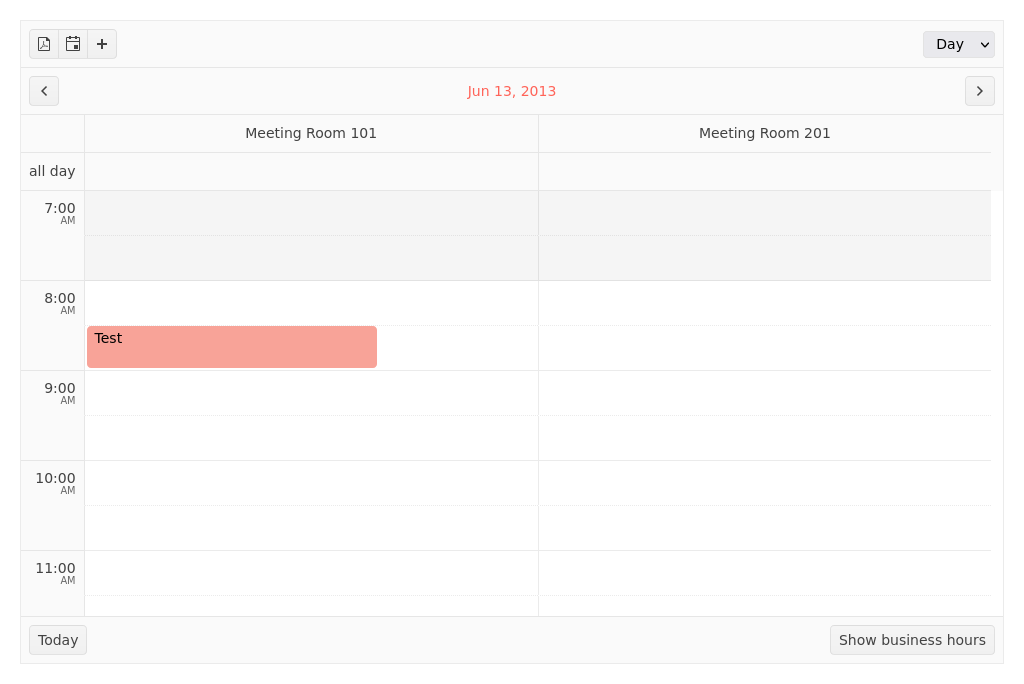 Day
Jun 13, 2013
Meeting Room 101 Meeting Room 201
all day
7:00
AM
8:00
AM
Test
9:00
AM
10:00
AM
11:00
AM
Today Show business hours